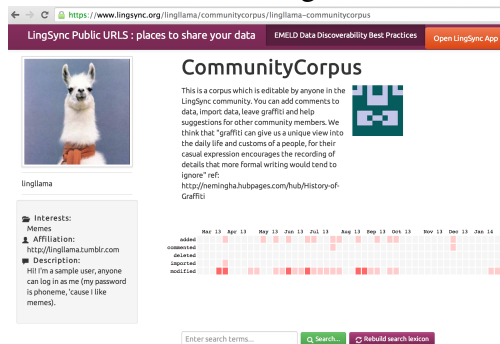 https://www.lingsync.org/lingllama/communitycorpus/lingllama-communitycorpus
LingSync Public URLS : places to share your data
EMELD Data Discoverability Best Practices
Open LingSync App
CommunityCorpus
This is a corpus which is editable by anyone in the
LingSync community. You can add comments to
data, import data, leave graffiti and help
suggestions for other community members. We
think that "graffiti can give us a unique view into
the daily life and customs of a people, for their
casual expression encourages the recording of
details that more formal writing would tend to
ignore" ref:
http://nemingha.hubpages.com/hub/History-of-
Graffiti
lingllama
Interests:
Memes
Affiliation:
http://lingllama.tumblr.com
Description:
Hi! I'm a sample user, anyone
can log in as me (my password
is phoneme, 'cause I like
memes).
Mar 13 Apr 13 May 13 Jun 13 Jul 13 Aug 13 Sep 13 Oct 13 Nov 13 Dec 13 Jan 14
added
commented
deleted
imported
modified
Enter search terms...
Search...
Rebuild search lexicon